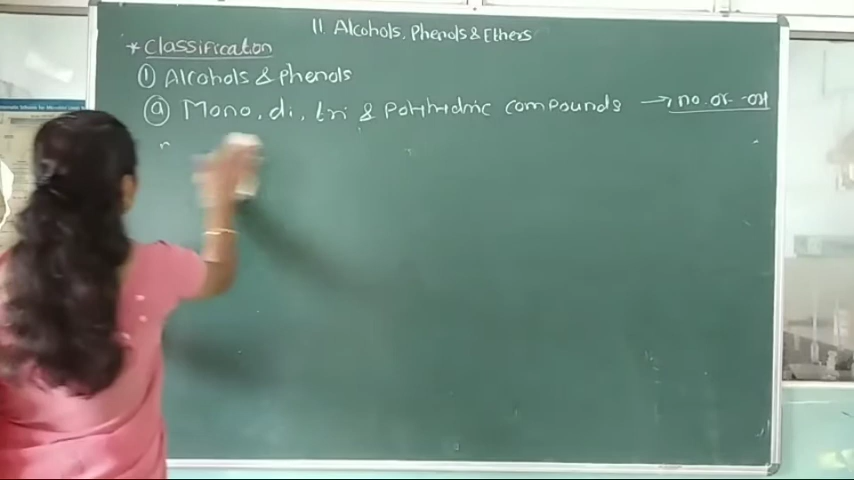 11. Alcohols, Phenols & Ethers
* Classification
① Alcohols & Phenols
ⓐ Mono, di, tri & Polyhydric compounds → no. of -OH